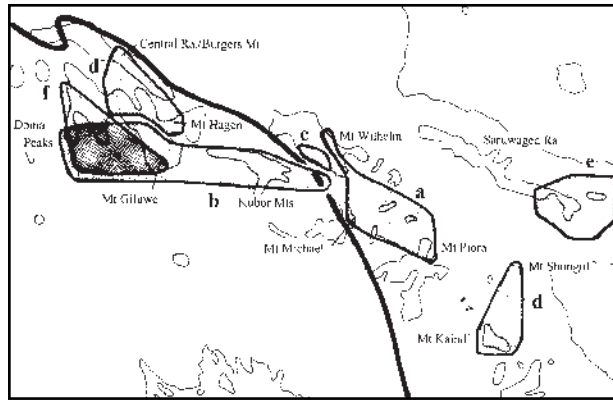 Central Ra./Burgers Mt
d
f
Mt Hagen
Doma
Peaks
c
Mt Wilhelm
Saruwaged Ra
e
a
Mt Giluwe
b
Kubor Mts
Mt Michael
Mt Piora
Mt Shungol
d
Mt Kaindi